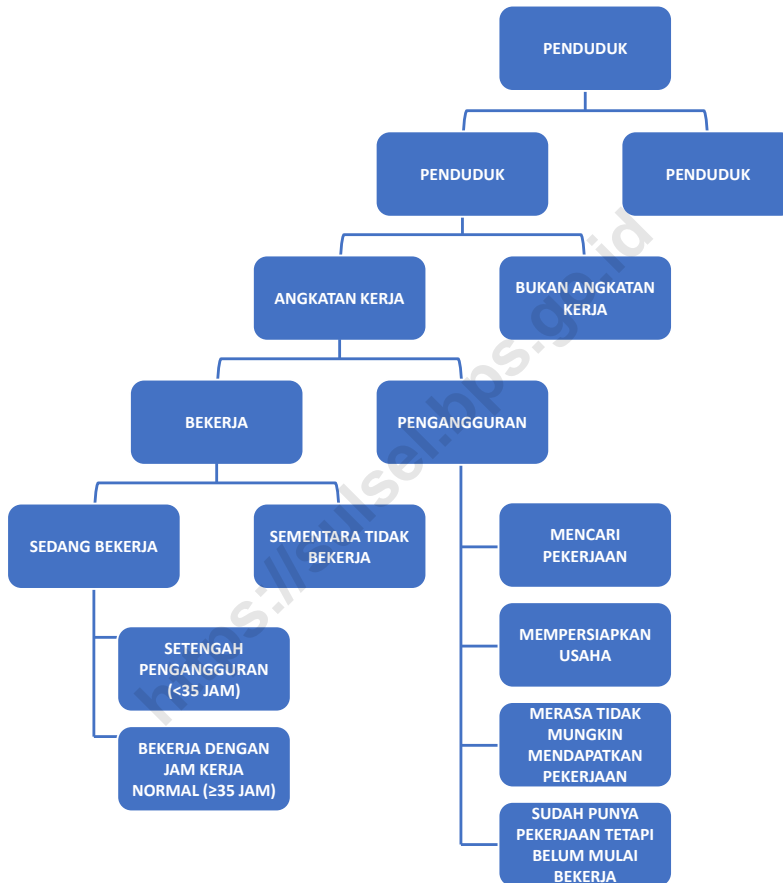 PENDUDUK
PENDUDUK
PENDUDUK
ANGKATAN KERJA
BUKAN ANGKATAN
KERJA
BEKERJA
PENGANGGURAN
SEDANG BEKERJA
SEMENTARA TIDAK
BEKERJA
SETENGAH
PENGANGGURAN
(<35 JAM)
BEKERJA DENGAN
JAM KERJA
NORMAL (≥35 JAM)
MENCARI
PEKERJAAN
MEMPERSIAPKAN
USAHA
MERASA TIDAK
MUNGKIN
MENDAPATKAN
PEKERJAAN
SUDAH PUNYA
PEKERJAAN TETAPI
BELUM MULAI
BEKERJA
https://sulsel.bps.go.id